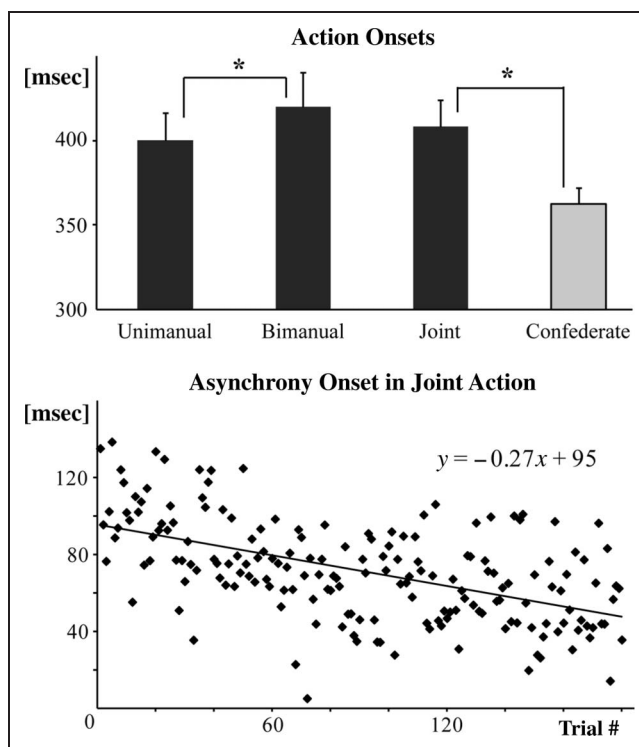 Action Onsets
[msec]
*
*
400
350
300
Unimanual Bimanual Joint Confederate
Asynchrony Onset in Joint Action
[msec]
y = −0.27x + 95
120
80
40
0 60 120 Trial #